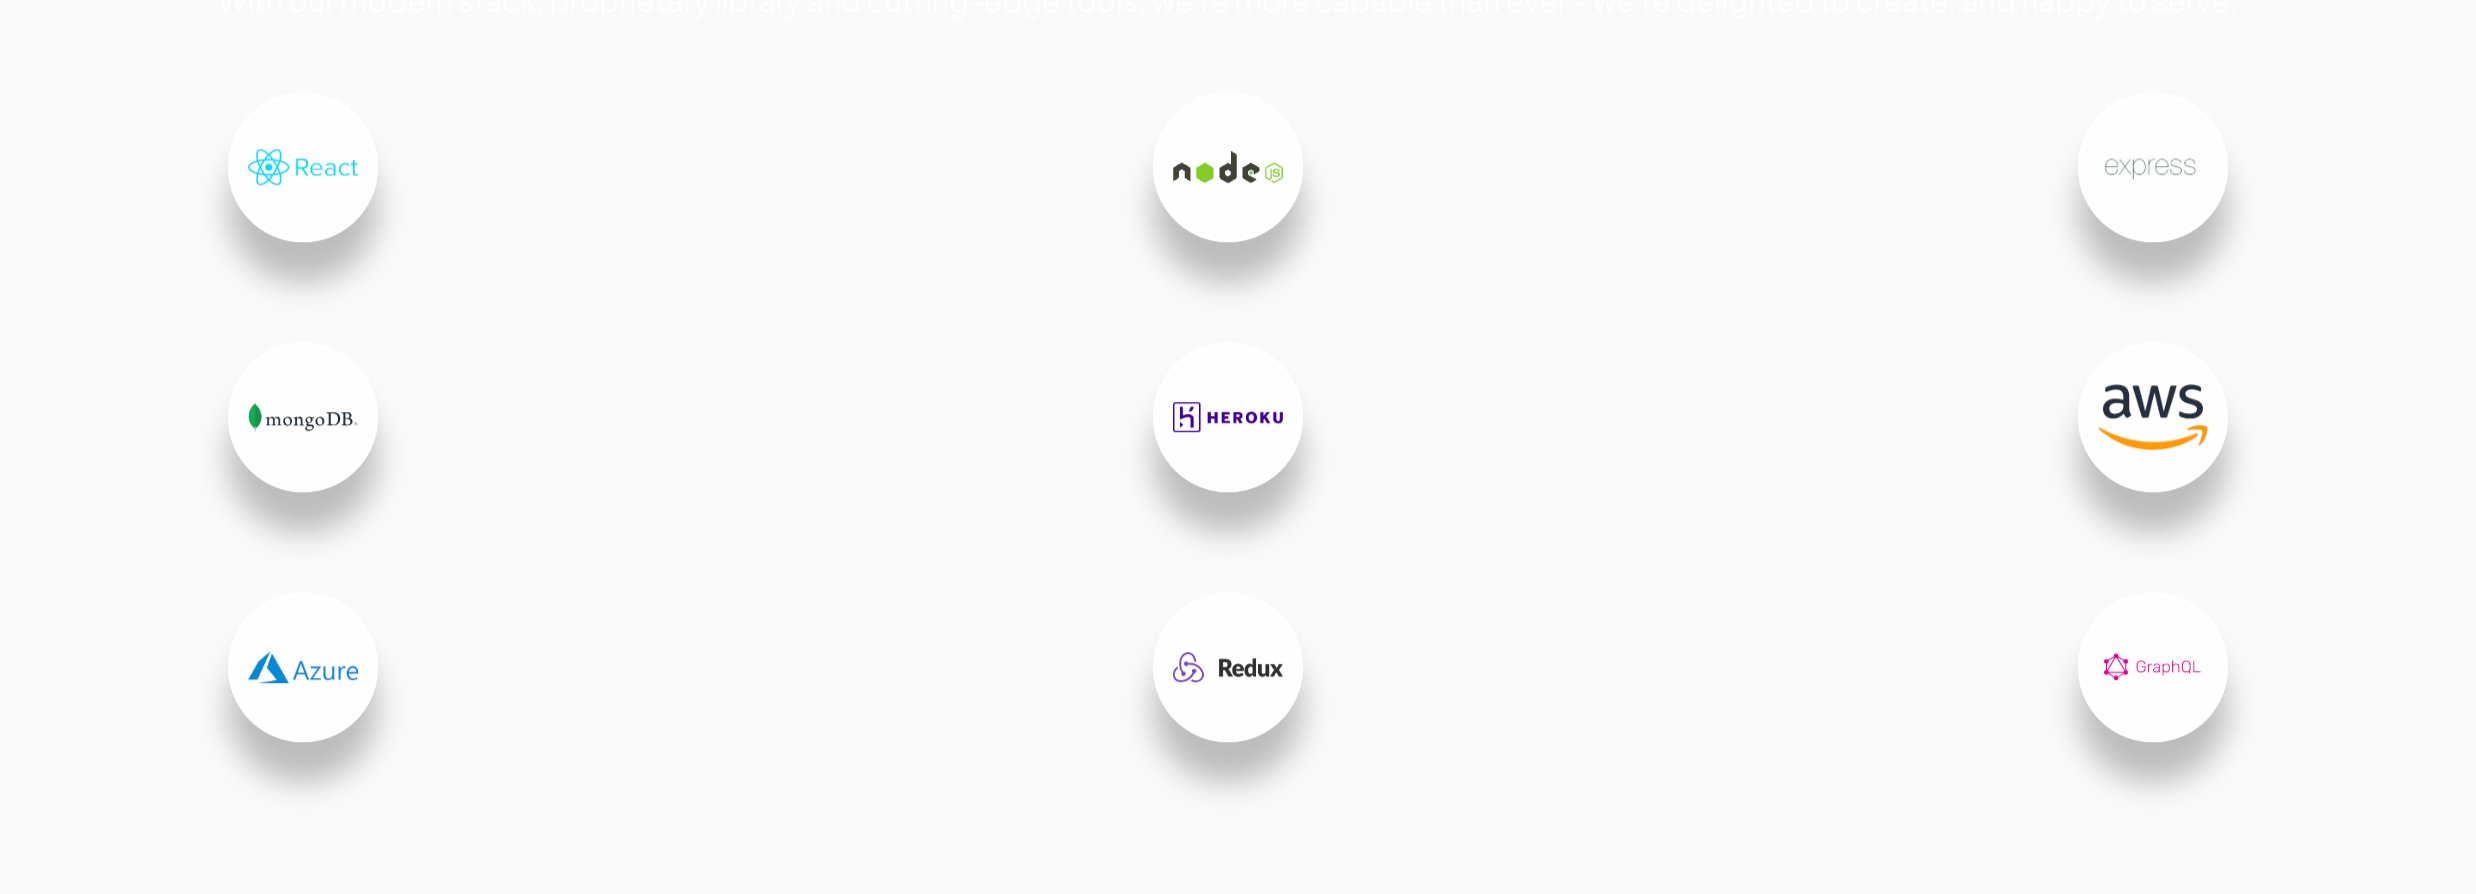 With our modern stack, proprietary library and cutting-edge tools, we're more capable than ever - we're delighted to create, and happy to serve.
React
node JS
express
mongoDB
HEROKU
aws
Azure
Redux
GraphQL